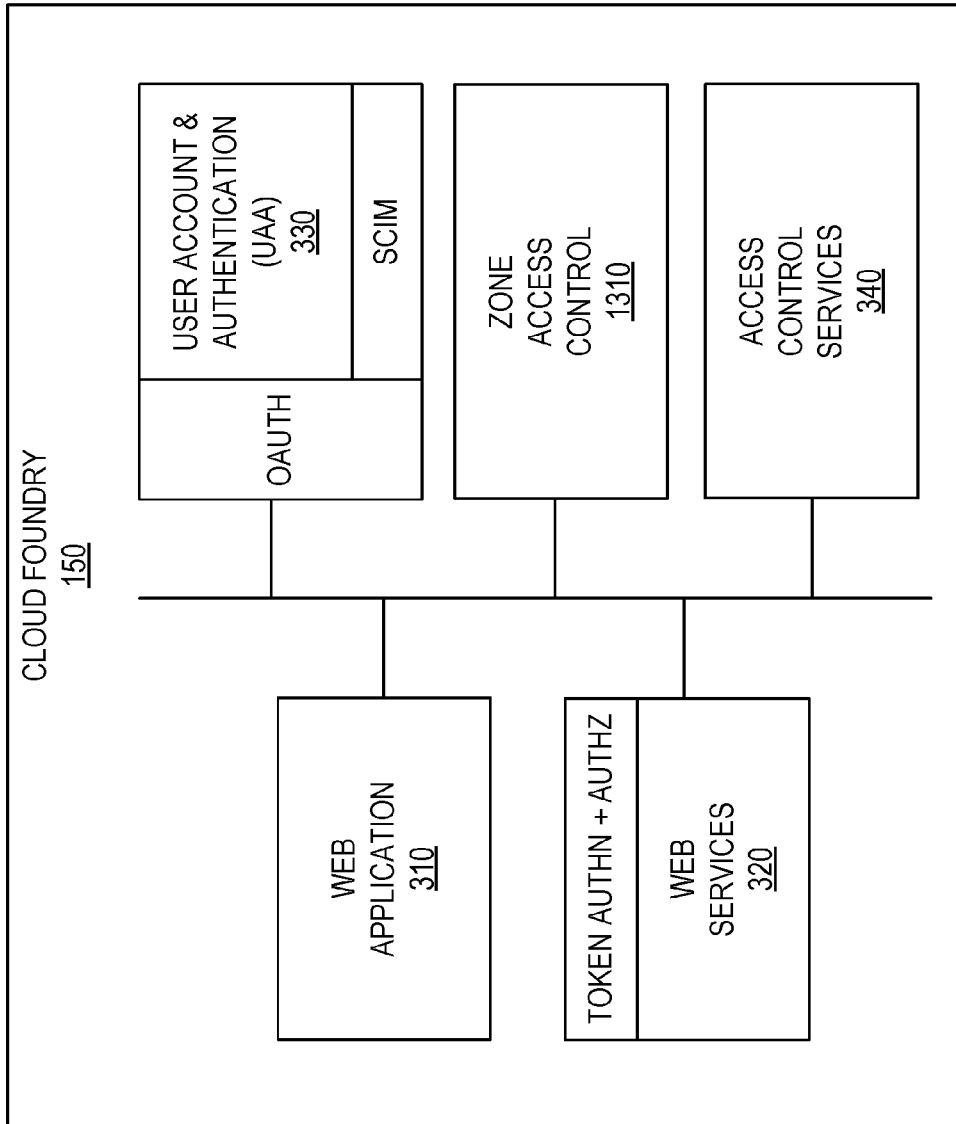 CLOUD FOUNDRY
150
USER ACCOUNT &
AUTHENTICATION
(UAA)
330
OAUTH
SCIM
ZONE
ACCESS
CONTROL
1310
ACCESS
CONTROL
SERVICES
340
WEB
APPLICATION
310
TOKEN AUTHN + AUTHZ
WEB
SERVICES
320